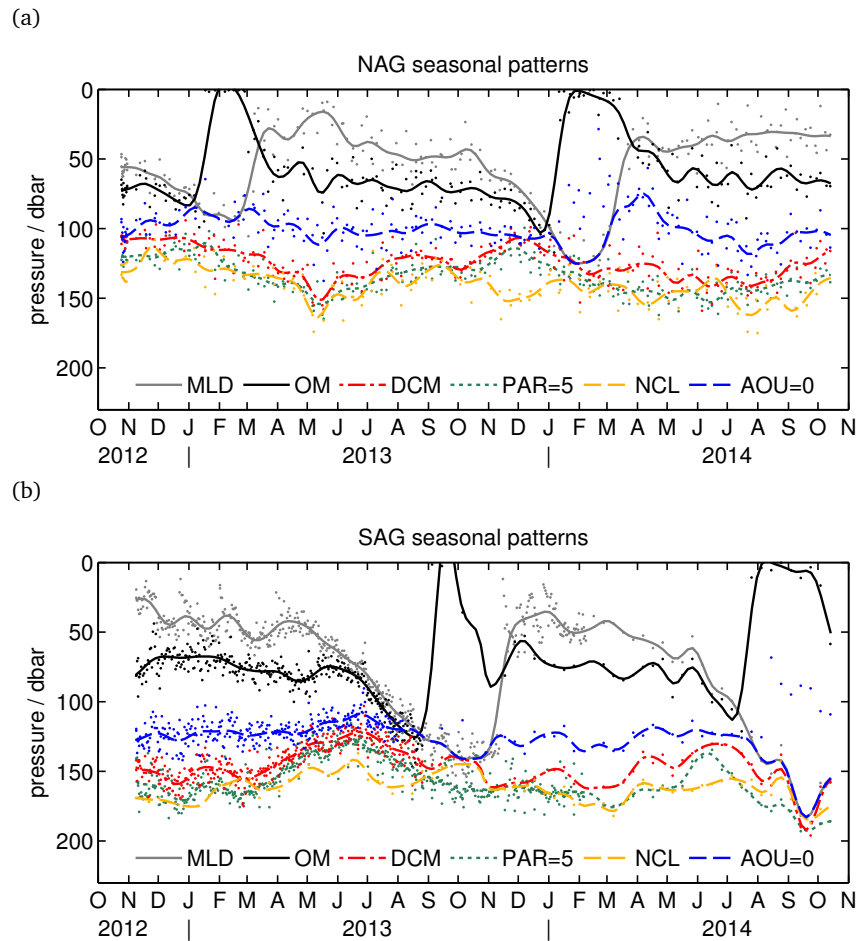 (a)
NAG seasonal patterns
0
50
100
150
200
pressure / dbar
MLD OM DCM PAR=5 NCL AOU=0
O N D J F M A M J J A S O N D J F M A M J J A S O N
2012 | 2013 | 2014
(b)
SAG seasonal patterns
0
50
100
150
200
pressure / dbar
MLD OM DCM PAR=5 NCL AOU=0
O N D J F M A M J J A S O N D J F M A M J J A S O N
2012 | 2013 | 2014